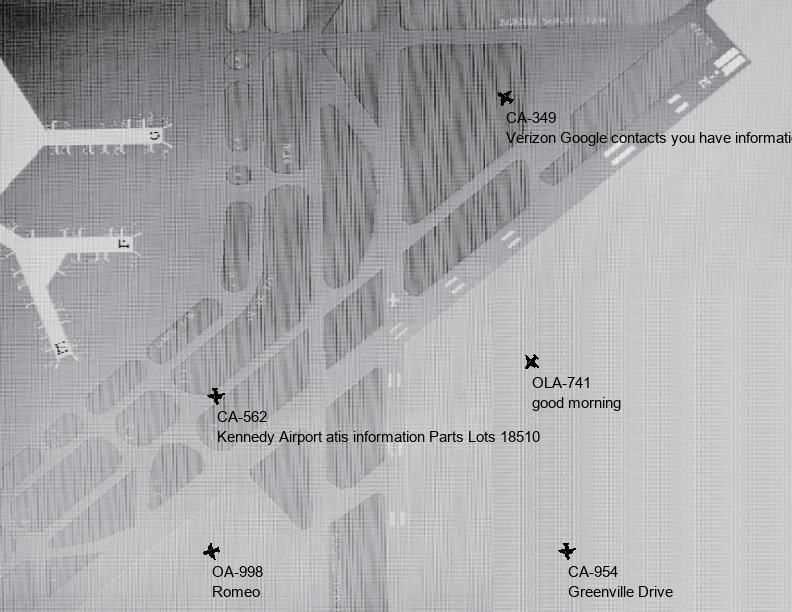 CA-349
Verizon Google contacts you have informati
OLA-741
good morning
CA-562
Kennedy Airport atis information Parts Lots 18510
OA-998
Romeo
CA-954
Greenville Drive